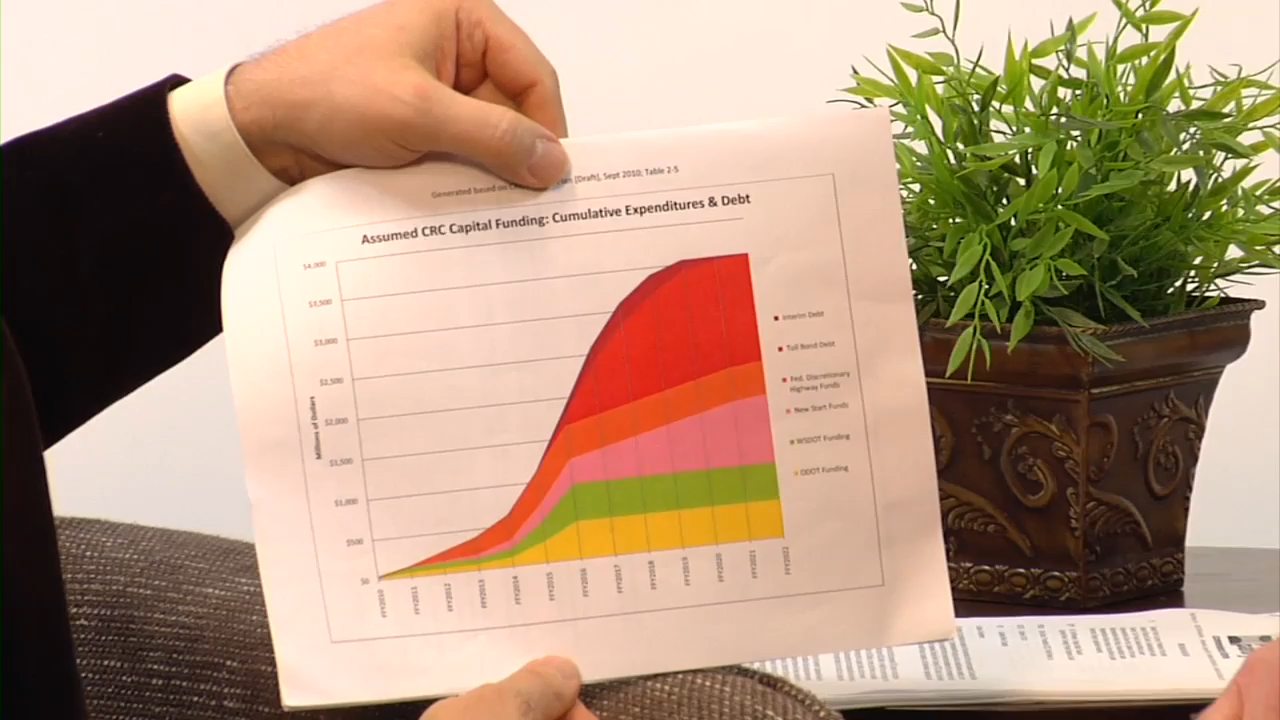 Generated based on [Draft], Sept 2010; Table 2-5
Assumed CRC Capital Funding: Cumulative Expenditures & Debt
Millions of Dollars
$4,000
$3,500
$3,000
$2,500
$2,000
$1,500
$1,000
$500
$0
FFY2010
FFY2011
FFY2012
FFY2013
FFY2014
FFY2015
FFY2016
FFY2017
FFY2018
FFY2019
FFY2020
FFY2021
FFY2022
Interim Debt
Toll Bond Debt
Fed. Discretionary
Highway Funds
New Start Funds
WSDOT Funding
ODOT Funding